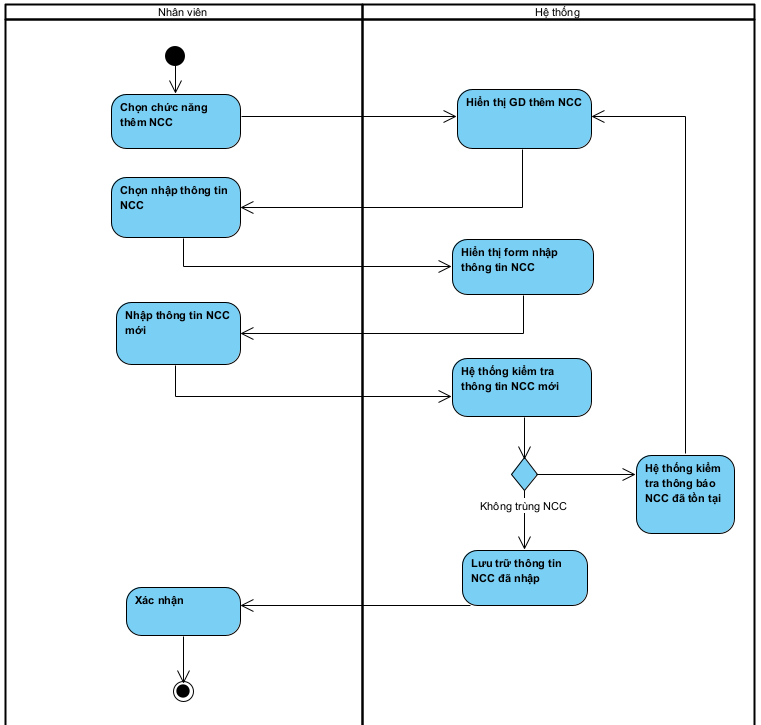 Nhân viên
Hệ thống
Chọn chức năng
thêm NCC
Hiển thị GD thêm NCC
Chọn nhập thông tin
NCC
Hiển thị form nhập
thông tin NCC
Nhập thông tin NCC
mới
Hệ thống kiểm tra
thông tin NCC mới
Hệ thống kiểm
tra thông báo
NCC đã tồn tại
Không trùng NCC
Lưu trữ thông tin
NCC đã nhập
Xác nhận